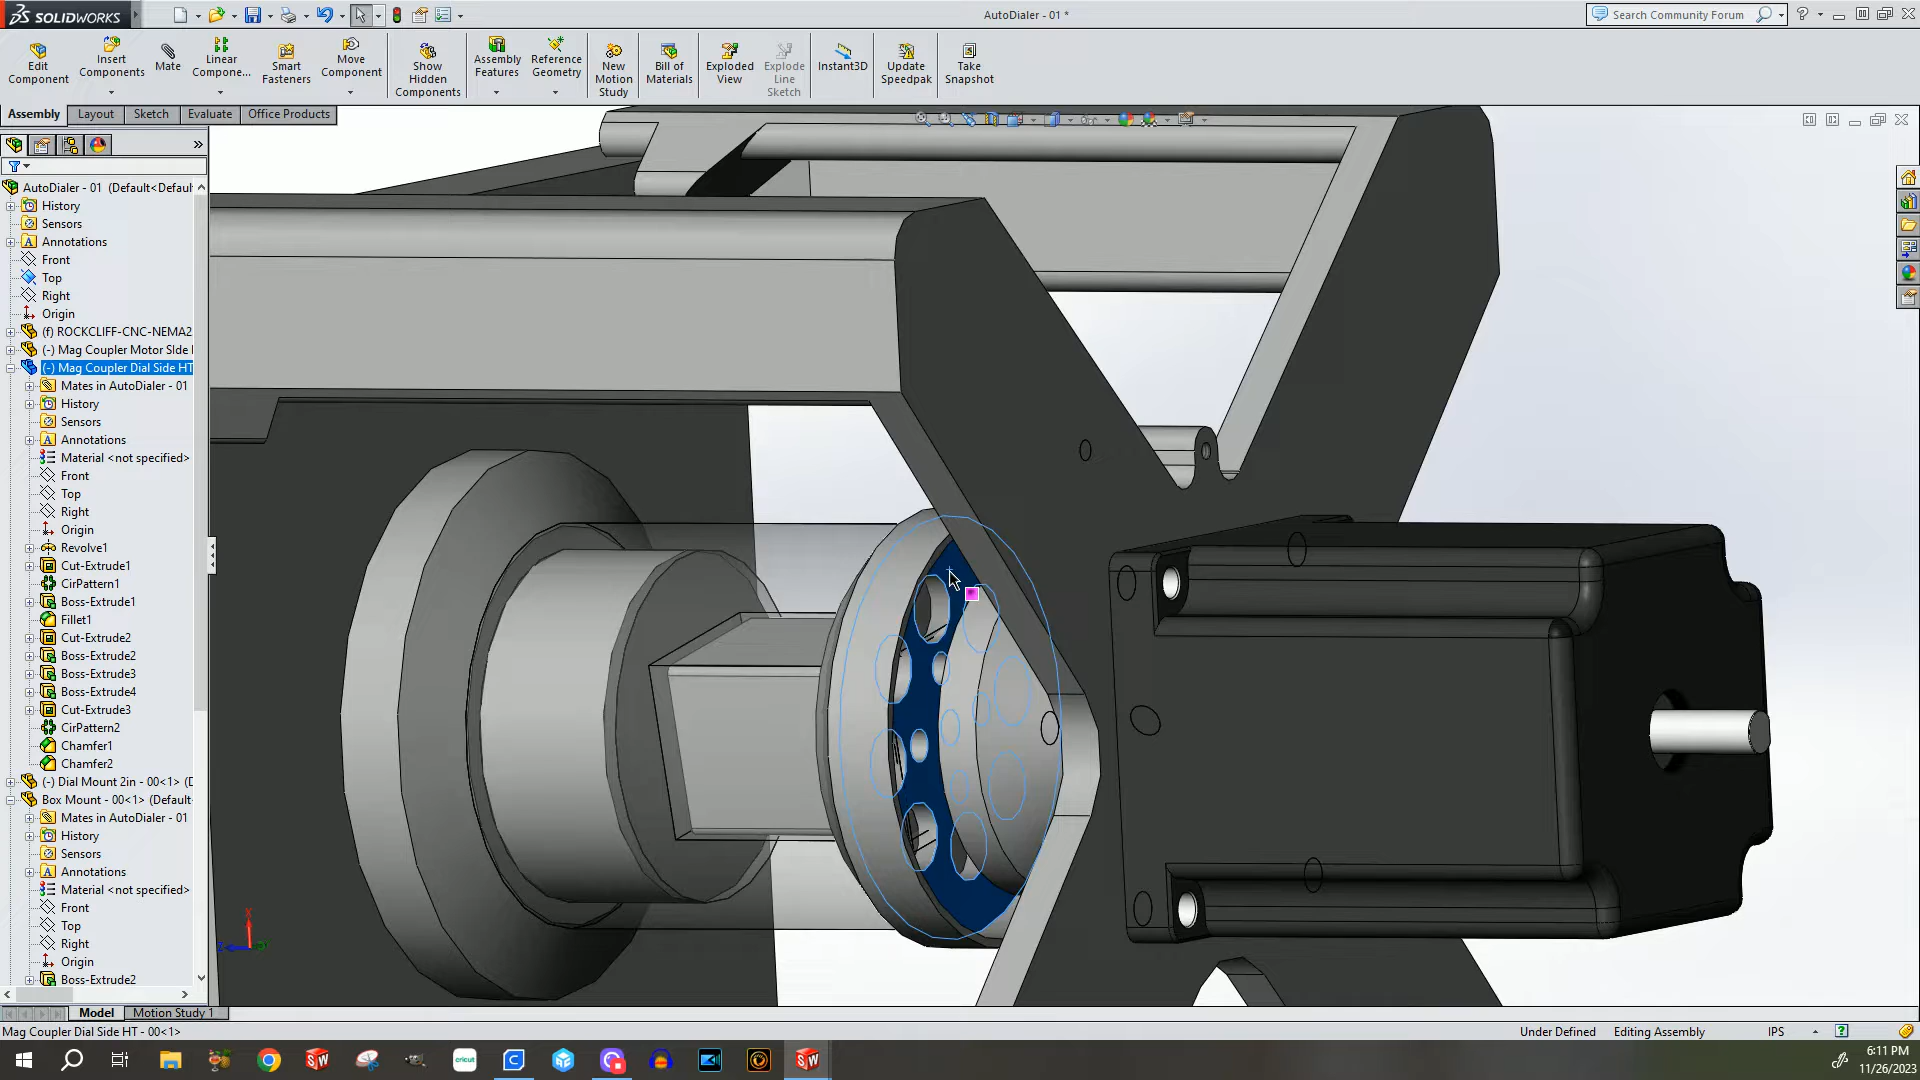 SOLIDWORKS
AutoDialer - 01 *
Search Community Forum
Edit Component
Insert Components
Mate
Linear Compone...
Smart Fasteners
Move Component
Show Hidden Components
Assembly Features
Reference Geometry
New Motion Study
Bill of Materials
Exploded View
Explode Line Sketch
Instant3D
Update Speedpak
Take Snapshot
Assembly
Layout
Sketch
Evaluate
Office Products
AutoDialer - 01 (Default<Defaul
History
Sensors
Annotations
Front
Top
Right
Origin
(f) ROCKCLIFF-CNC-NEMA2
(-) Mag Coupler Motor SIde
(-) Mag Coupler Dial Side HT
Mates in AutoDialer - 01
History
Sensors
Annotations
Material <not specified>
Front
Top
Right
Origin
Revolve1
Cut-Extrude1
CirPattern1
Boss-Extrude1
Fillet1
Cut-Extrude2
Boss-Extrude2
Boss-Extrude3
Boss-Extrude4
Cut-Extrude3
CirPattern2
Chamfer1
Chamfer2
(-) Dial Mount 2in - 00<1> (D
Box Mount - 00<1> (Default
Mates in AutoDialer - 01
History
Sensors
Annotations
Material <not specified>
Front
Top
Right
Origin
Boss-Extrude2
Model
Motion Study 1
Mag Coupler Dial Side HT - 00<1>
Under Defined
Editing Assembly
IPS
cricut
6:11 PM
11/26/2023